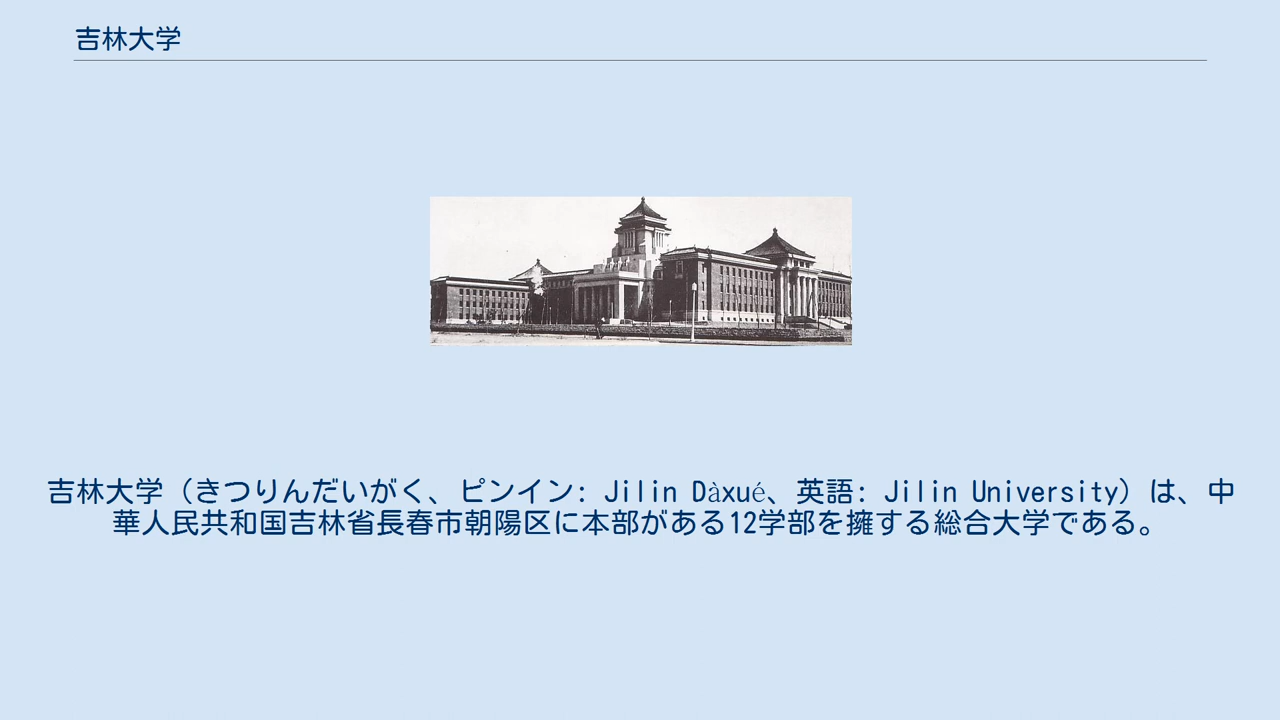 吉林大学
吉林大学（きつりんだいがく、ピンイン: Jilin Dàxué、英語: Jilin University）は、中
華人民共和国吉林省長春市朝陽区に本部がある12学部を擁する総合大学である。